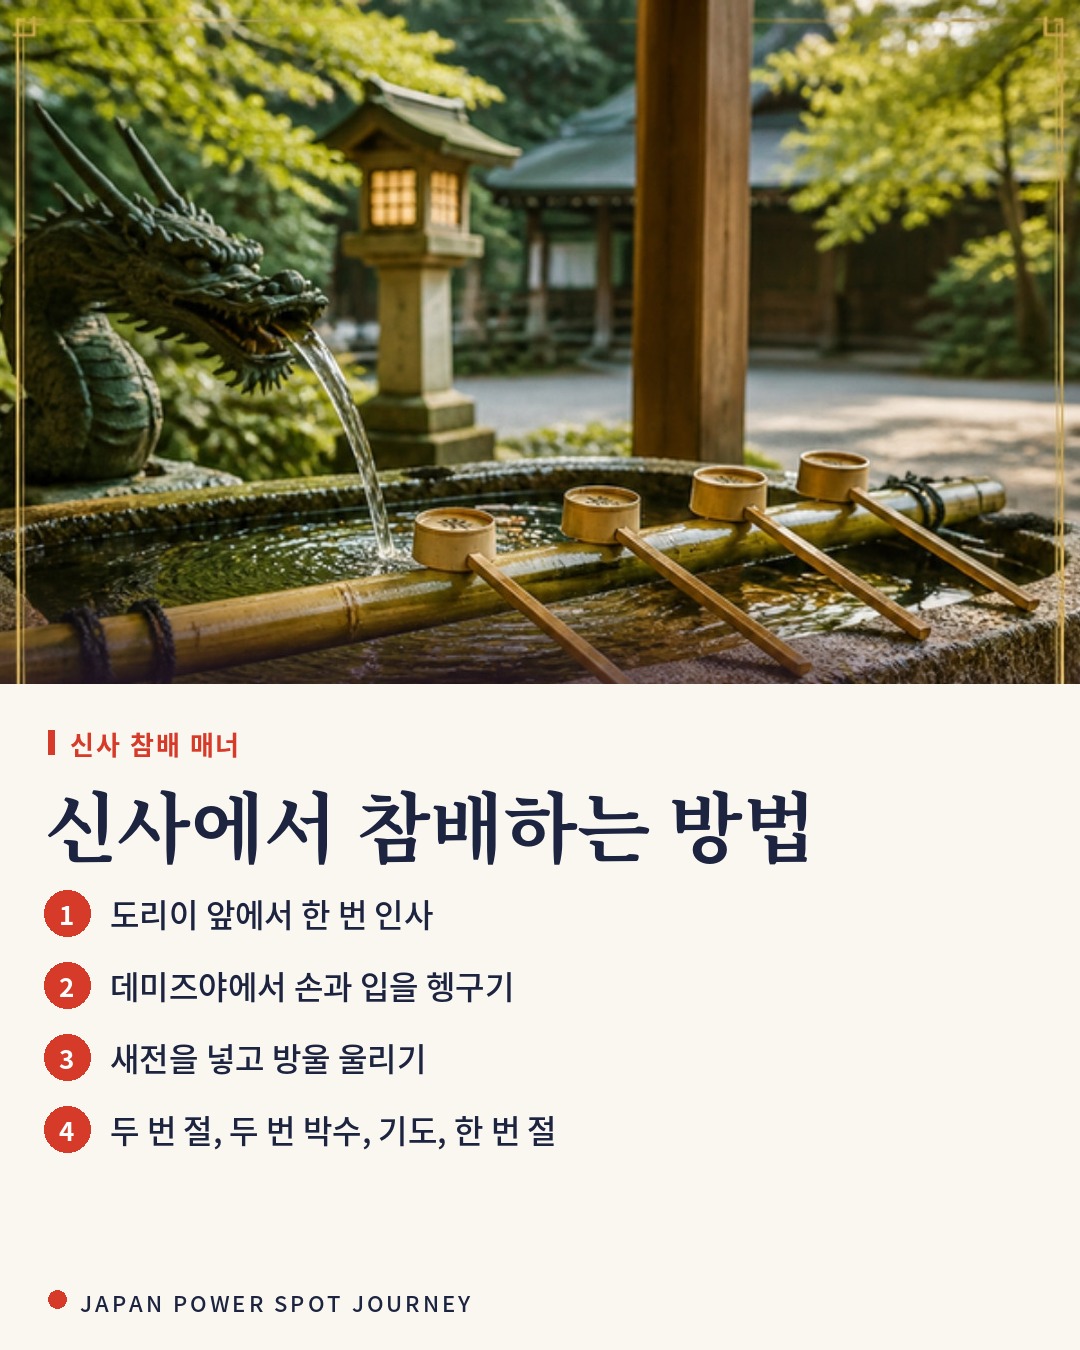 신사 참배 매너
신사에서 참배하는 방법
1 도리이 앞에서 한 번 인사
2 데미즈야에서 손과 입을 헹구기
3 새전을 넣고 방울 울리기
4 두 번 절, 두 번 박수, 기도, 한 번 절
JAPAN POWER SPOT JOURNEY